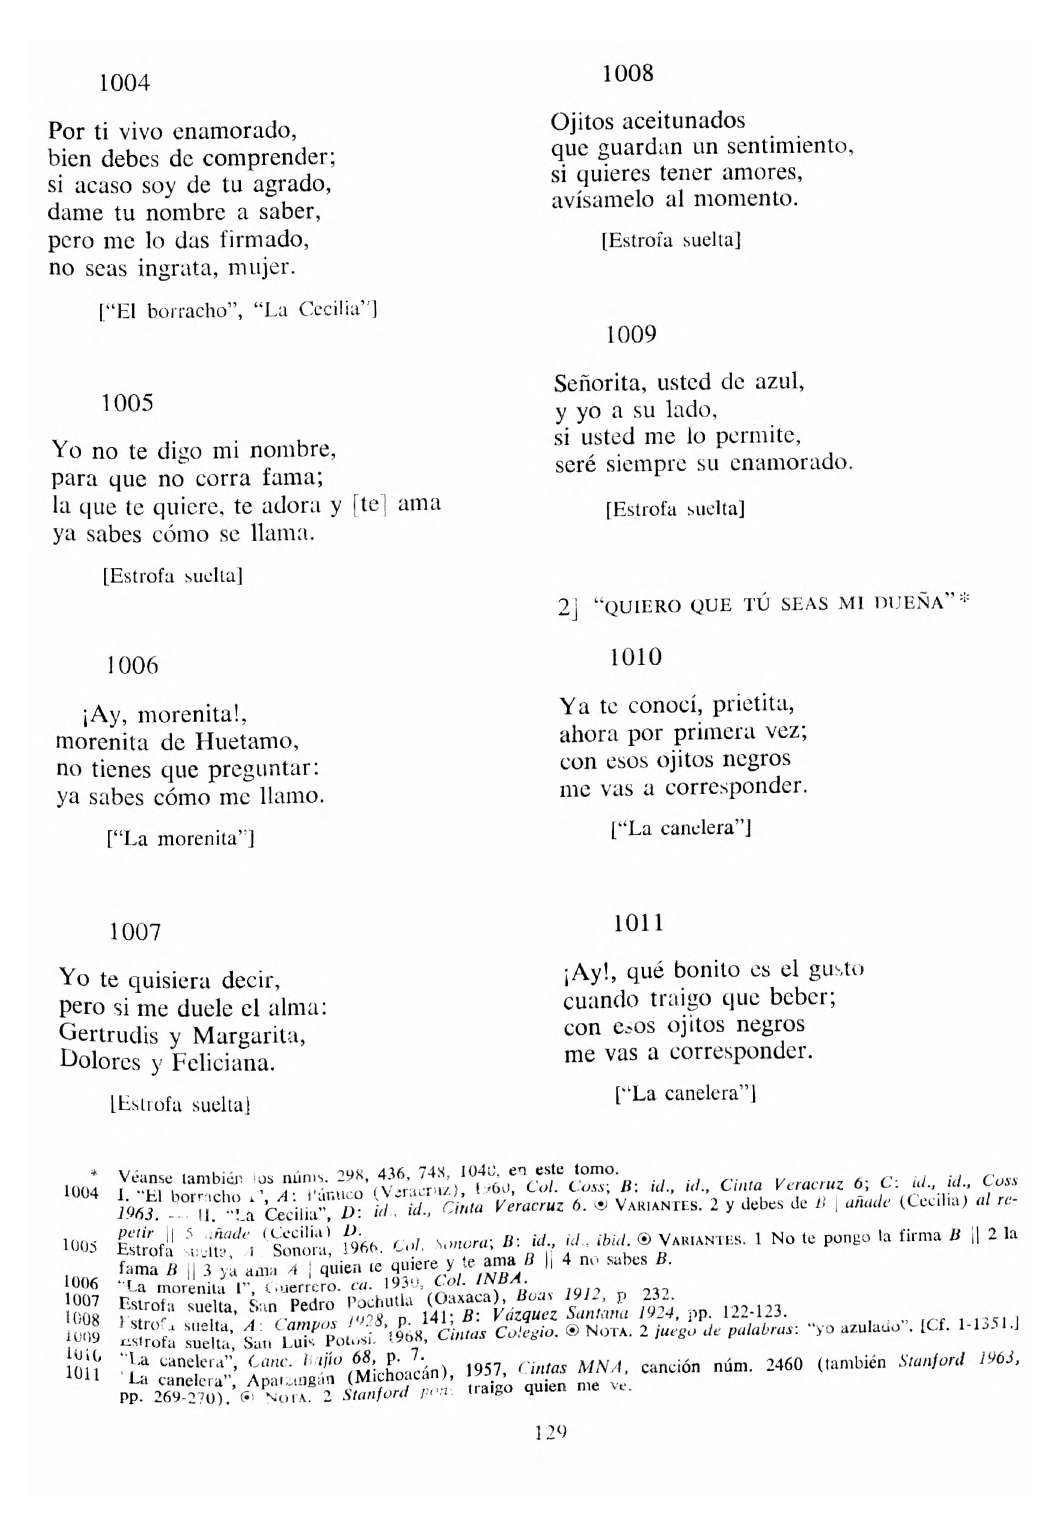 1004
Por ti vivo enamorado,
bien debes de comprender;
si acaso soy de tu agrado,
dame tu nombre a saber,
pero me lo das firmado,
no seas ingrata, mujer.
["El borracho", "La Cecilia"]
1005
Yo no te digo mi nombre,
para que no corra fama;
la que te quiere, te adora y [te] ama
ya sabes cómo se llama.
[Estrofa suelta]
1006
¡Ay, morenita!,
morenita de Huetamo,
no tienes que preguntar:
ya sabes cómo me llamo.
["La morenita"]
1007
Yo te quisiera decir,
pero si me duele el alma:
Gertrudis y Margarita,
Dolores y Feliciana.
[Estrofa suelta]
1008
Ojitos aceitunados
que guardan un sentimiento,
si quieres tener amores,
avísamelo al momento.
[Estrofa suelta]
1009
Señorita, usted de azul,
y yo a su lado,
si usted me lo permite,
seré siempre su enamorado.
[Estrofa suelta]
2] "QUIERO QUE TÚ SEAS MI DUEÑA"*
1010
Ya te conocí, prietita,
ahora por primera vez;
con esos ojitos negros
me vas a corresponder.
["La canelera"]
1011
¡Ay!, qué bonito es el gusto
cuando traigo que beber;
con esos ojitos negros
me vas a corresponder.
["La canelera"]
* Véanse también los núms. 298, 436, 748, 1040, en este tomo.
1004 I. "El borracho", A: Pánuco (Veracruz), 1960, Col. Coss; B: id., id., Cinta Veracruz 6; C: id., id., Coss
1963. — II. "La Cecilia", D: id., id., Cinta Veracruz 6. ⊙ VARIANTES. 2 y debes de B | añade (Cecilia) al re-
petir || 5 añade (Cecilia) D.
1005 Estrofa suelta, A: Sonora, 1966, Col. Sonora; B: id., id., ibid. ⊙ VARIANTES. 1 No te pongo la firma B || 2 la
fama B || 3 ya ama A | quien te quiere y te ama B || 4 no sabes B.
1006 "La morenita I", Guerrero, ca. 1930, Col. INBA.
1007 Estrofa suelta, San Pedro Pochutla (Oaxaca), Boas 1912, p. 232.
1008 Estrofa suelta, A: Campos 1928, p. 141; B: Vázquez Santana 1924, pp. 122-123.
1009 Estrofa suelta, San Luis Potosí, 1968, Cintas Colegio. ⊙ NOTA. 2 juego de palabras: "yo azulado". [Cf. 1-1351.]
1010 "La canelera", Canc. Bajío 68, p. 7.
1011 "La canelera", Apatzingán (Michoacán), 1957, Cintas MNA, canción núm. 2460 (también Stanford 1963,
pp. 269-270). ⊙ NOTA. 2 Stanford traigo quien me ve.
129